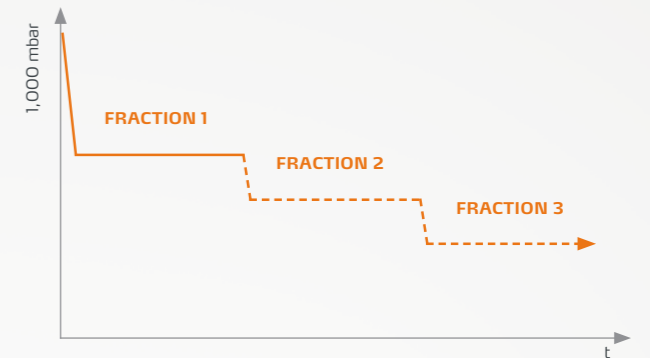 1,000 mbar
FRACTION 1
FRACTION 2
FRACTION 3
t